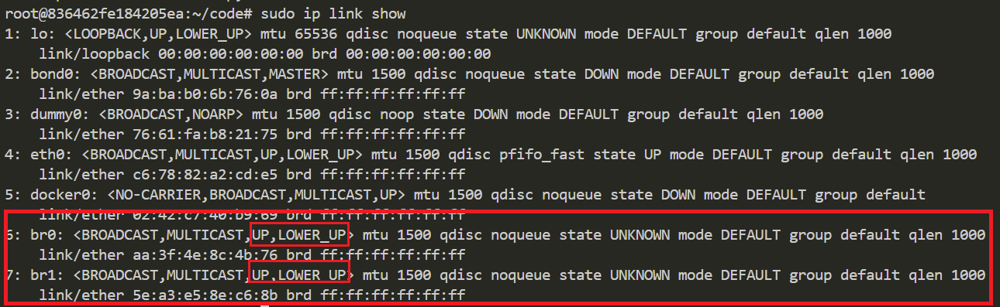 root@836462fe184205ea:~/code# sudo ip link show
1: lo: <LOOPBACK,UP,LOWER_UP> mtu 65536 qdisc noqueue state UNKNOWN mode DEFAULT group default qlen 1000
    link/loopback 00:00:00:00:00:00 brd 00:00:00:00:00:00
2: bond0: <BROADCAST,MULTICAST,MASTER> mtu 1500 qdisc noqueue state DOWN mode DEFAULT group default qlen 1000
    link/ether 9a:ba:b0:6b:76:0a brd ff:ff:ff:ff:ff:ff
3: dummy0: <BROADCAST,NOARP> mtu 1500 qdisc noop state DOWN mode DEFAULT group default qlen 1000
    link/ether 76:61:fa:b8:21:75 brd ff:ff:ff:ff:ff:ff
4: eth0: <BROADCAST,MULTICAST,UP,LOWER_UP> mtu 1500 qdisc pfifo_fast state UP mode DEFAULT group default qlen 1000
    link/ether c6:78:82:a2:cd:e5 brd ff:ff:ff:ff:ff:ff
5: docker0: <NO-CARRIER,BROADCAST,MULTICAST,UP> mtu 1500 qdisc noqueue state DOWN mode DEFAULT group default
    link/ether 02:42:c7:40:b9:69 brd ff:ff:ff:ff:ff:ff
6: br0: <BROADCAST,MULTICAST,UP,LOWER_UP> mtu 1500 qdisc noqueue state UNKNOWN mode DEFAULT group default qlen 1000
    link/ether aa:3f:4e:8c:4b:76 brd ff:ff:ff:ff:ff:ff
7: br1: <BROADCAST,MULTICAST,UP,LOWER_UP> mtu 1500 qdisc noqueue state UNKNOWN mode DEFAULT group default qlen 1000
    link/ether 5e:a3:e5:8e:c6:8b brd ff:ff:ff:ff:ff:ff